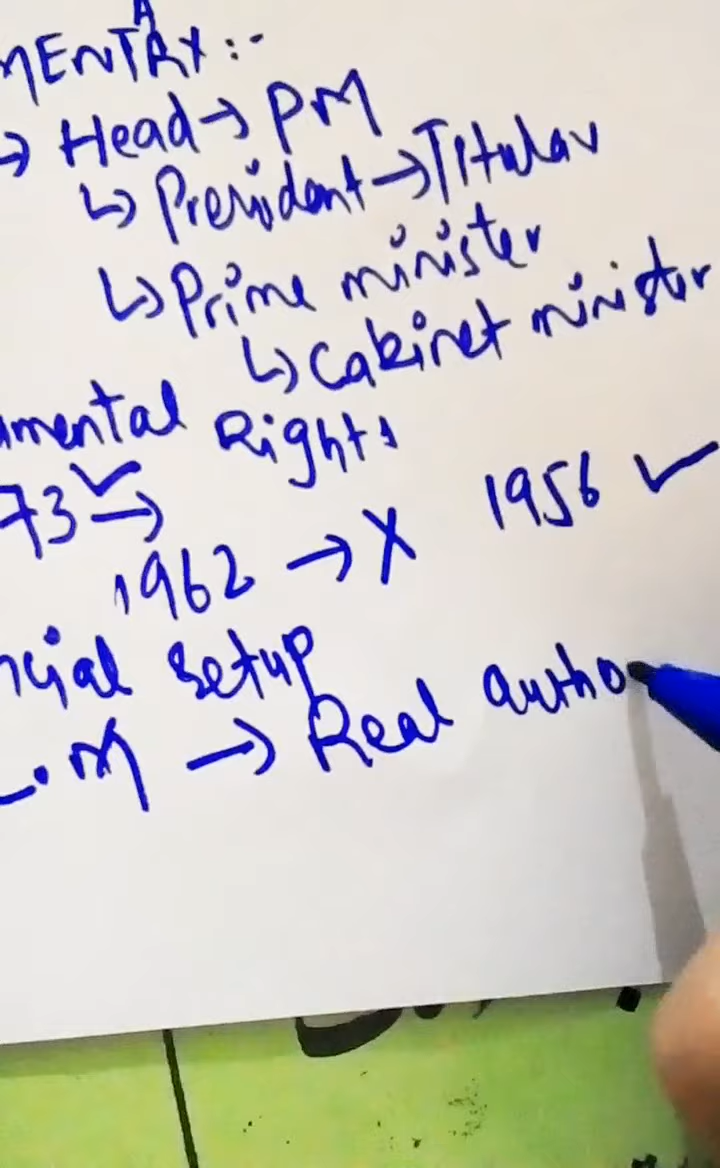 MENTARY:-
A
→ Head → PM
↳ President → Titular
↳ Prime minister
↳ Cabinet minister
amental Rights
73 ✓ →
1962 → X 1956 ✓
ncial setup
.M → Real autho